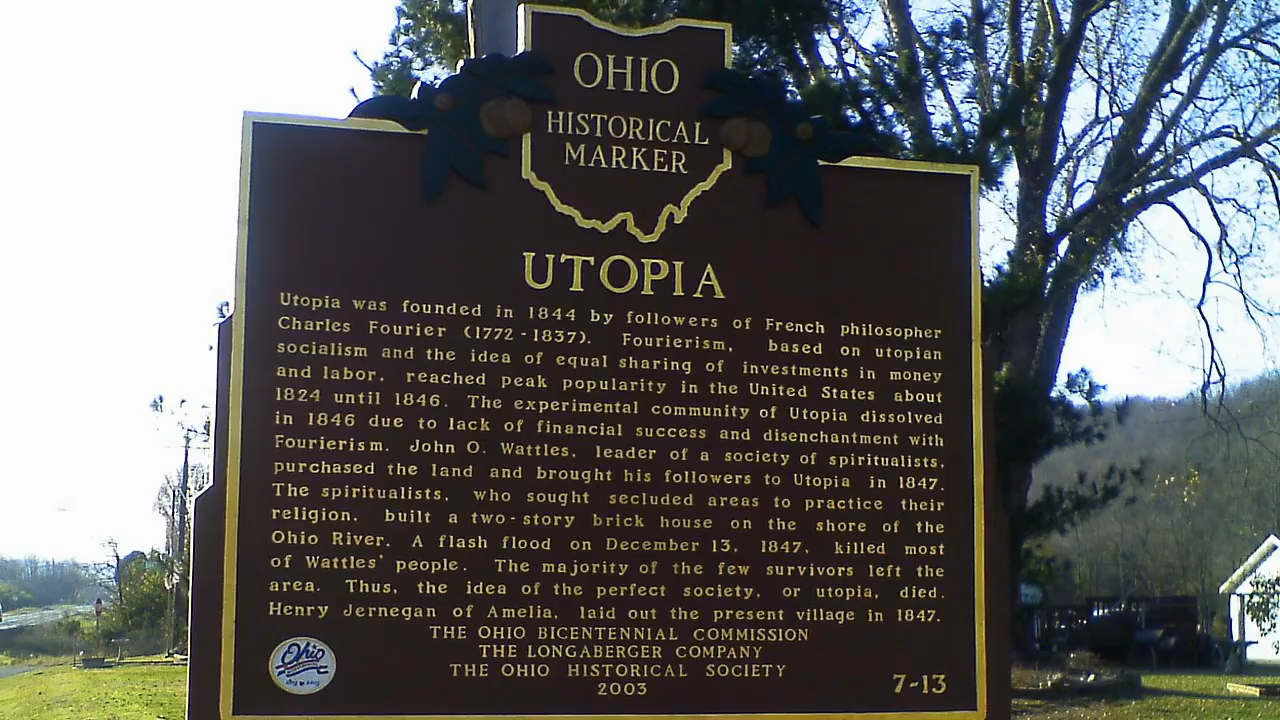 OHIO
HISTORICAL
MARKER
UTOPIA
Utopia was founded in 1844 by followers of French philosopher
Charles Fourier (1772-1837). Fourierism, based on utopian
socialism and the idea of equal sharing of investments in money
and labor, reached peak popularity in the United States about
1824 until 1846. The experimental community of Utopia dissolved
in 1846 due to lack of financial success and disenchantment with
Fourierism. John O. Wattles, leader of a society of spiritualists,
purchased the land and brought his followers to Utopia in 1847.
The spiritualists, who sought secluded areas to practice their
religion, built a two-story brick house on the shore of the
Ohio River. A flash flood on December 13, 1847, killed most
of Wattles' people. The majority of the few survivors left the
area. Thus, the idea of the perfect society, or utopia, died.
Henry Jernegan of Amelia, laid out the present village in 1847.
THE OHIO BICENTENNIAL COMMISSION
THE LONGABERGER COMPANY
THE OHIO HISTORICAL SOCIETY
2003
7-13
Ohio